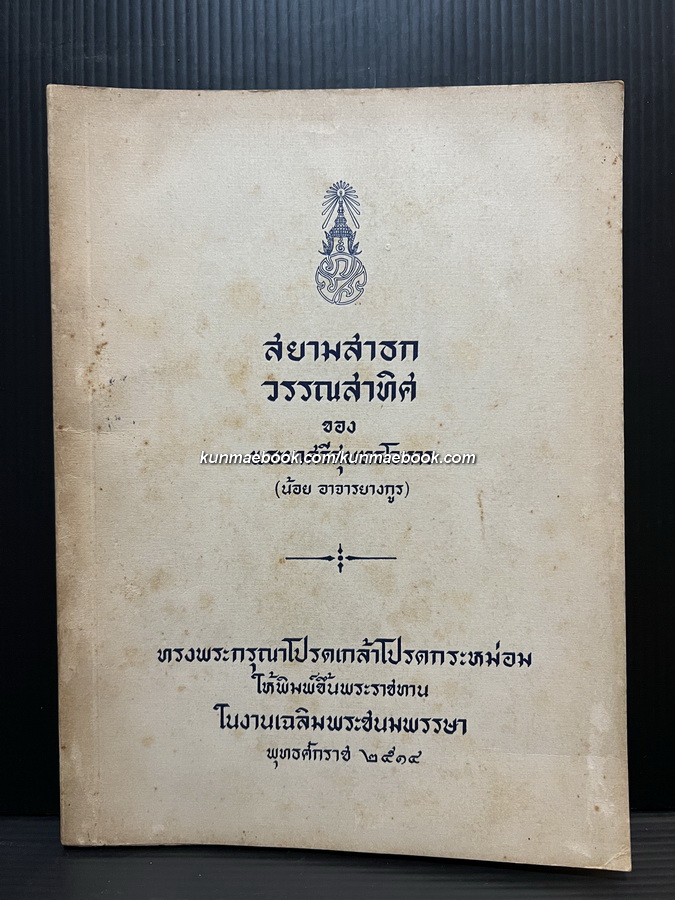 สยามสาธก
วรรณสาทิศ
ของ
kunmaebook.com/kunmaebook.com
(น้อย อาจารยางกูร)
ทรงพระกรุณาโปรดเกล้าโปรดกระหม่อม
ให้พิมพ์ขึ้นพระราชทาน
ในงานเฉลิมพระชนมพรรษา
พุทธศักราช ๒๕๑๔